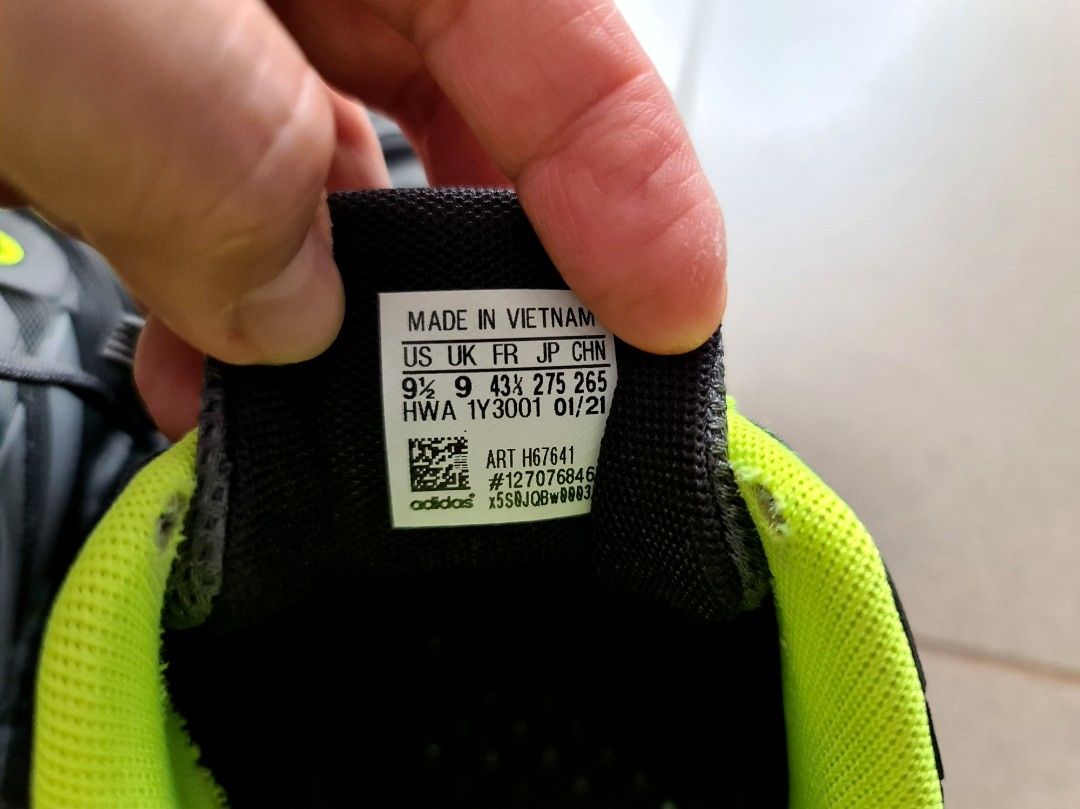 MADE IN VIETNAM
US UK FR JP CHN
9½ 9 43⅓ 275 265
HWA 1Y3001 01/21
ART H67641
#127076846
adidas x5S0JQBw0003